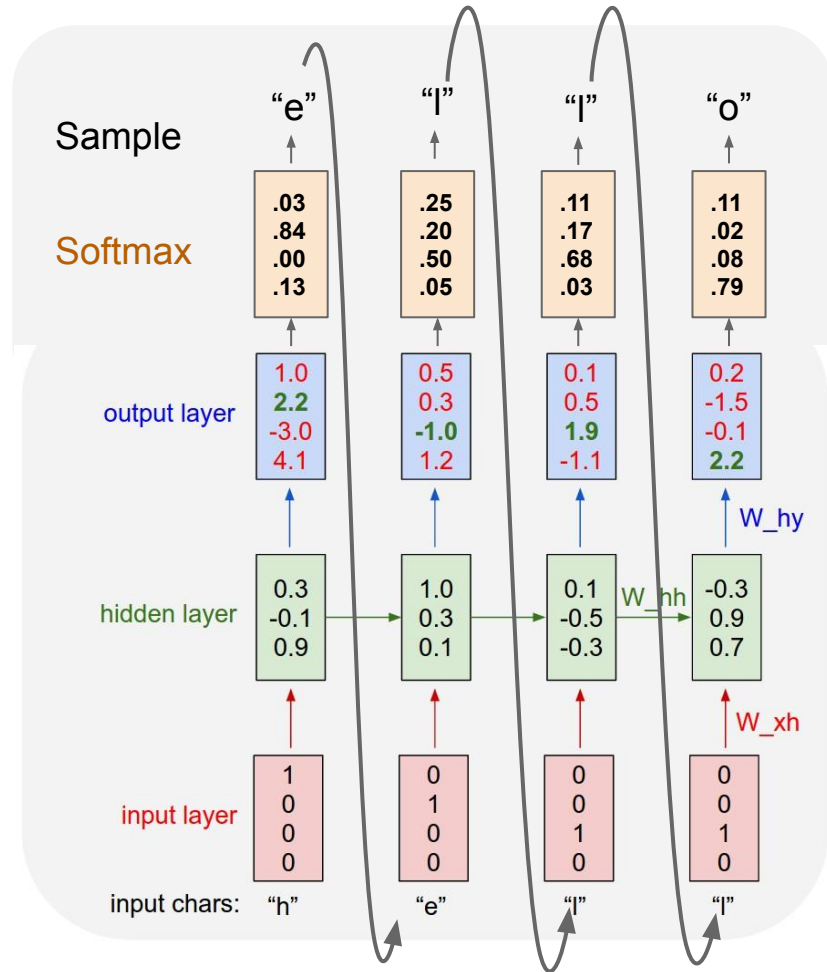 “e” “l” “l” “o”
Sample
.03 .25 .11 .11
.84 .20 .17 .02
Softmax
.00 .50 .68 .08
.13 .05 .03 .79
1.0 0.5 0.1 0.2
output layer
2.2 0.3 0.5 -1.5
-3.0 -1.0 1.9 -0.1
4.1 1.2 -1.1 2.2
W_hy
0.3 1.0 0.1 -0.3
W_hh
hidden layer
-0.1 0.3 -0.5 0.9
0.9 0.1 -0.3 0.7
W_xh
1 0 0 0
input layer
0 1 0 0
0 0 1 1
0 0 0 0
input chars: “h” “e” “l” “l”